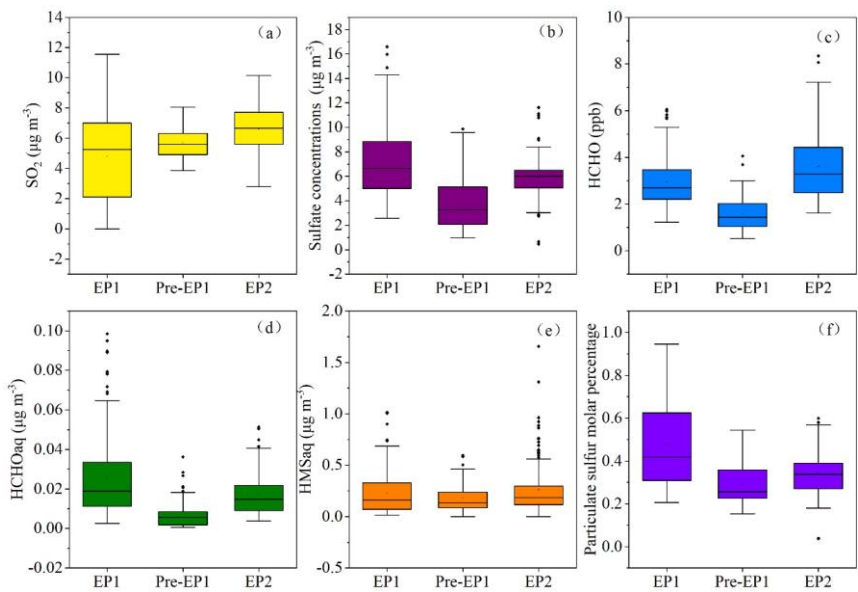 14
12
10
8
6
4
2
0
-2
SO₂ (μg m⁻³)
(a)
EP1 Pre-EP1 EP2
18
16
14
12
10
8
6
4
2
0
-2
Sulfate concentrations (μg m⁻³)
(b)
EP1 Pre-EP1 EP2
10
8
6
4
2
0
HCHO (ppb)
(c)
EP1 Pre-EP1 EP2
0.10
0.08
0.06
0.04
0.02
0.00
-0.02
HCHOaq (μg m⁻³)
(d)
EP1 Pre-EP1 EP2
2.0
1.5
1.0
0.5
0.0
-0.5
HMSaq (μg m⁻³)
(e)
EP1 Pre-EP1 EP2
1.0
0.8
0.6
0.4
0.2
0.0
Particulate sulfur molar percentage
(f)
EP1 Pre-EP1 EP2